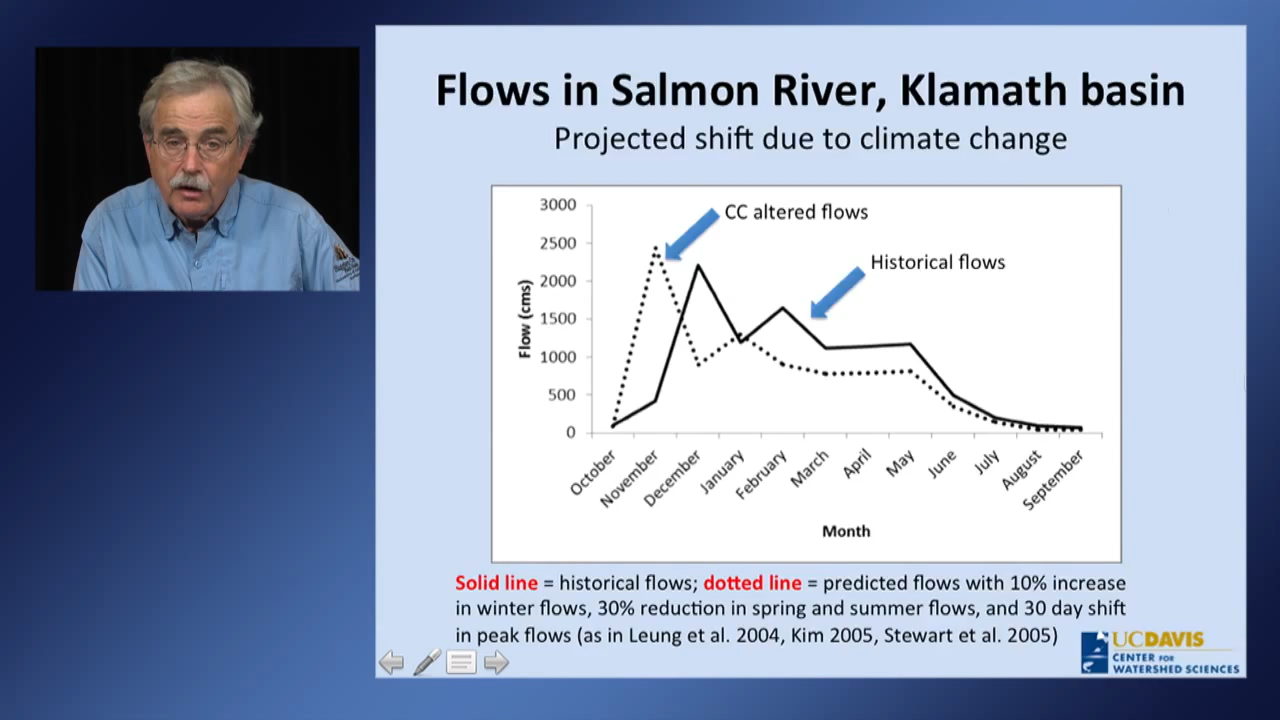 Flows in Salmon River, Klamath basin
Projected shift due to climate change
3000
2500
2000
1500
1000
500
0
Flow (cms)
CC altered flows
Historical flows
October
November
December
January
February
March
April
May
June
July
August
September
Month
Solid line = historical flows; dotted line = predicted flows with 10% increase
in winter flows, 30% reduction in spring and summer flows, and 30 day shift
in peak flows (as in Leung et al. 2004, Kim 2005, Stewart et al. 2005)
UCDAVIS
CENTER FOR
WATERSHED SCIENCES